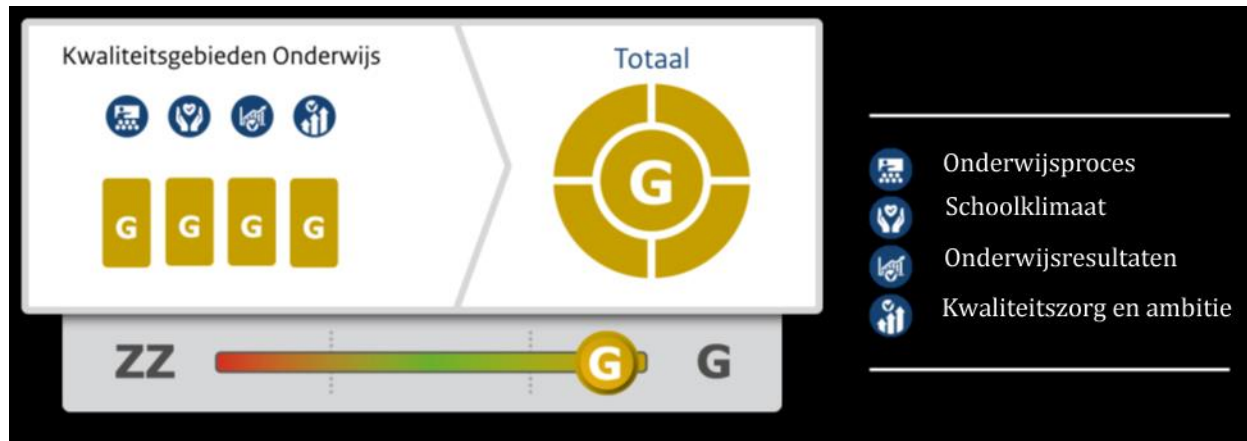 Kwaliteitsgebieden Onderwijs
G G G G
Totaal
G
ZZ G G
Onderwijsproces
Schoolklimaat
Onderwijsresultaten
Kwaliteitszorg en ambitie